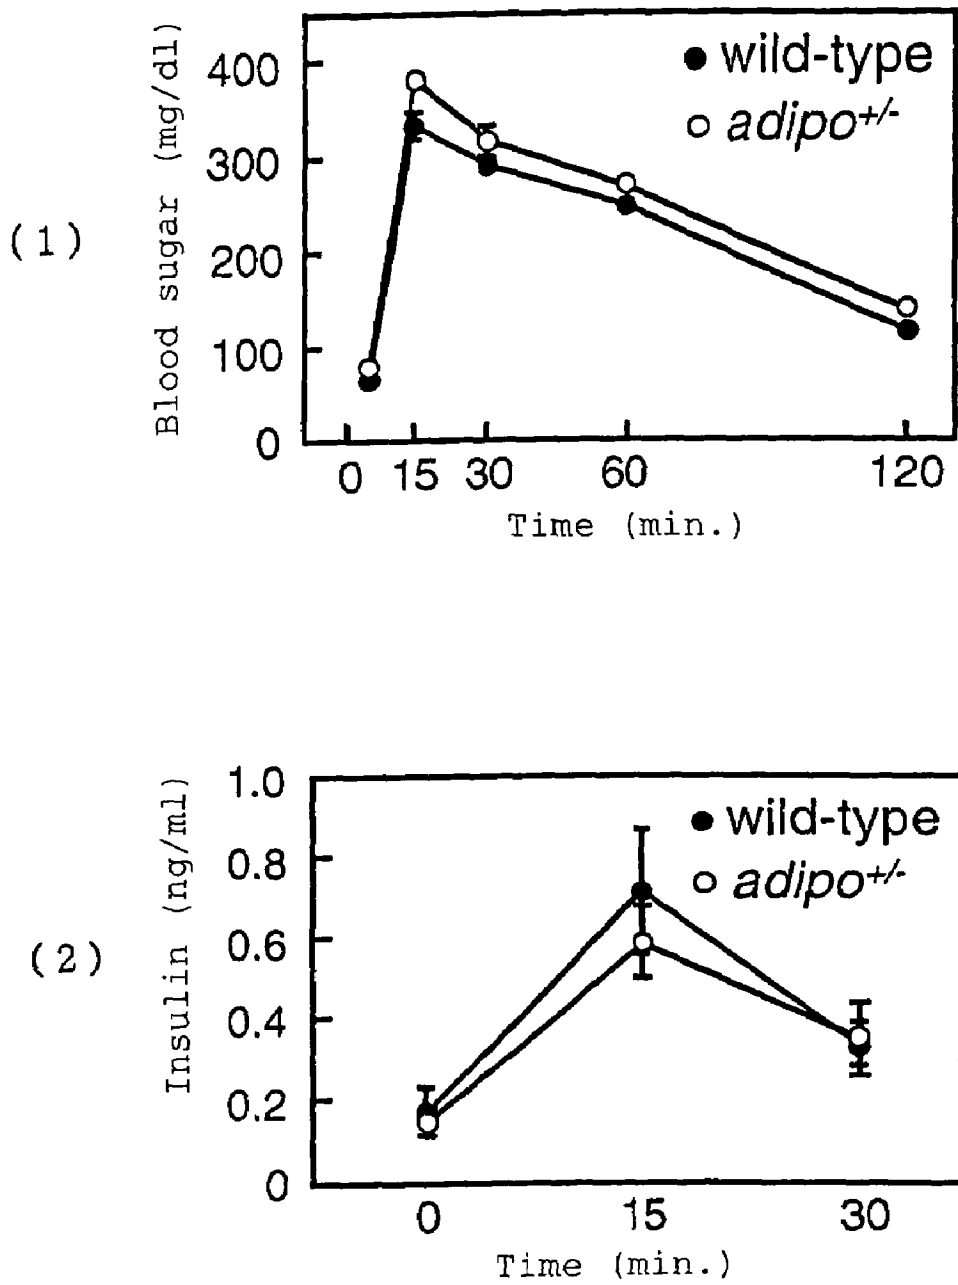 (1)
Blood sugar (mg/dl)
400
300
200
100
0
wild-type
adipo+/-
0 15 30 60 120
Time (min.)
(2)
Insulin (ng/ml)
1.0
0.8
0.6
0.4
0.2
0
wild-type
adipo+/-
0 15 30
Time (min.)